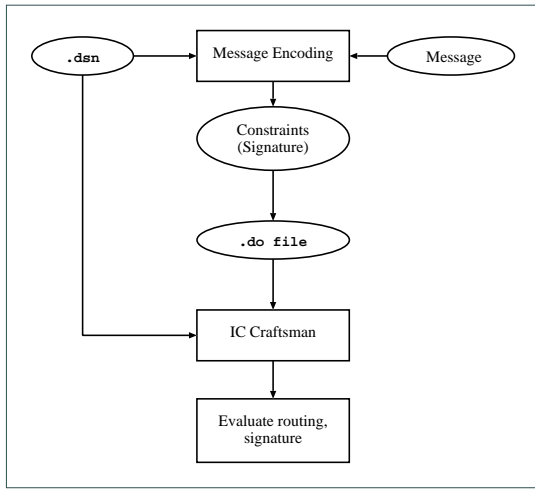 .dsn
Message Encoding
Message
Constraints
(Signature)
.do file
IC Craftsman
Evaluate routing,
signature